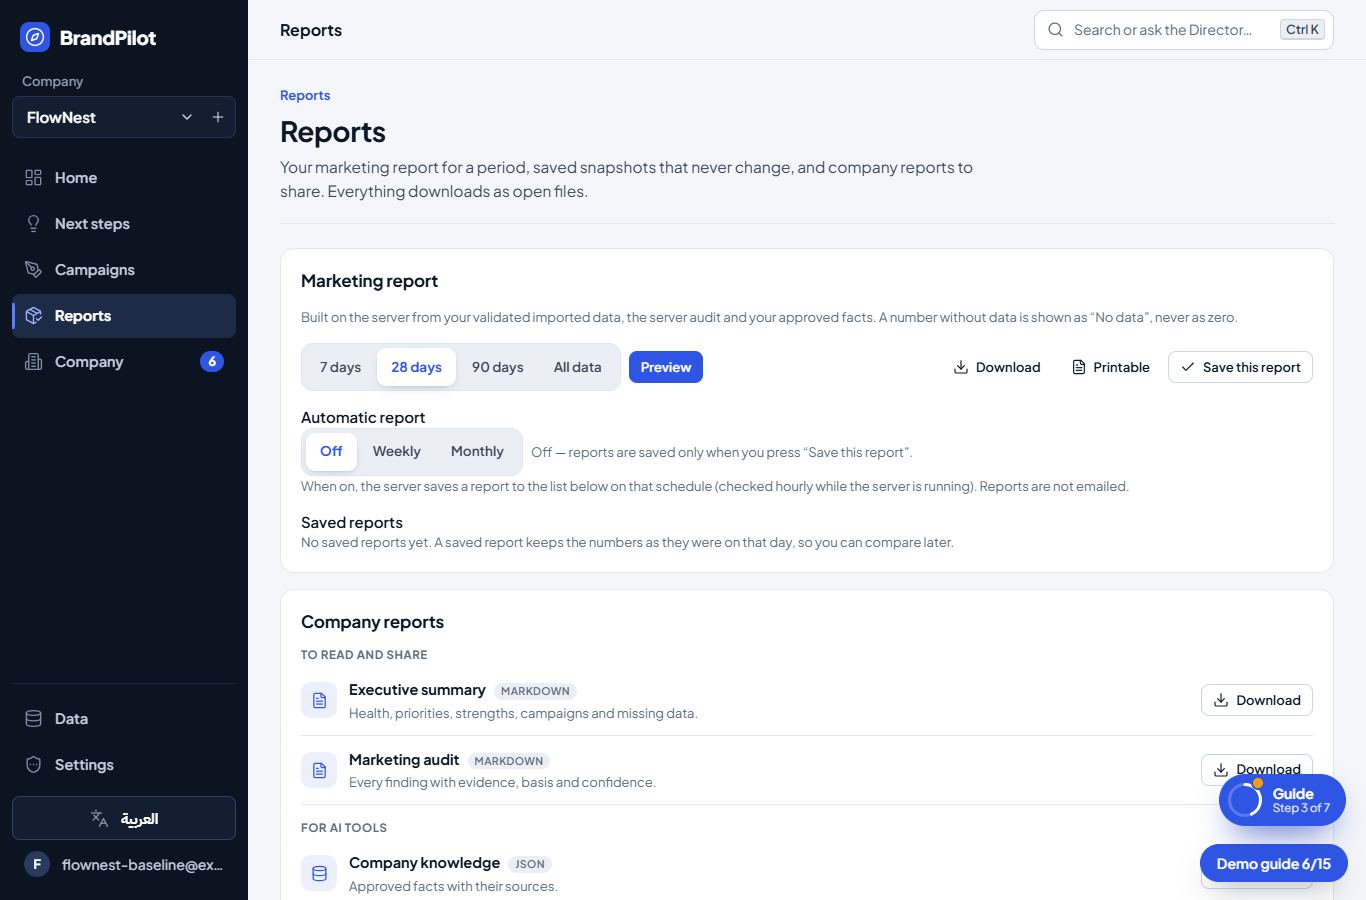 BrandPilot
Company
FlowNest
Home
Next steps
Campaigns
Reports
Company 6
Data
Settings
العربية
F flownest-baseline@ex...
Reports
Search or ask the Director... Ctrl K
Reports
Reports
Your marketing report for a period, saved snapshots that never change, and company reports to
share. Everything downloads as open files.
Marketing report
Built on the server from your validated imported data, the server audit and your approved facts. A number without data is shown as “No data”, never as zero.
7 days 28 days 90 days All data Preview Download Printable Save this report
Automatic report
Off Weekly Monthly Off — reports are saved only when you press “Save this report”.
When on, the server saves a report to the list below on that schedule (checked hourly while the server is running). Reports are not emailed.
Saved reports
No saved reports yet. A saved report keeps the numbers as they were on that day, so you can compare later.
Company reports
TO READ AND SHARE
Executive summary MARKDOWN
Health, priorities, strengths, campaigns and missing data.
Download
Marketing audit MARKDOWN
Every finding with evidence, basis and confidence.
Download
FOR AI TOOLS
Company knowledge JSON
Approved facts with their sources.
Guide
Step 3 of 7
Demo guide 6/15